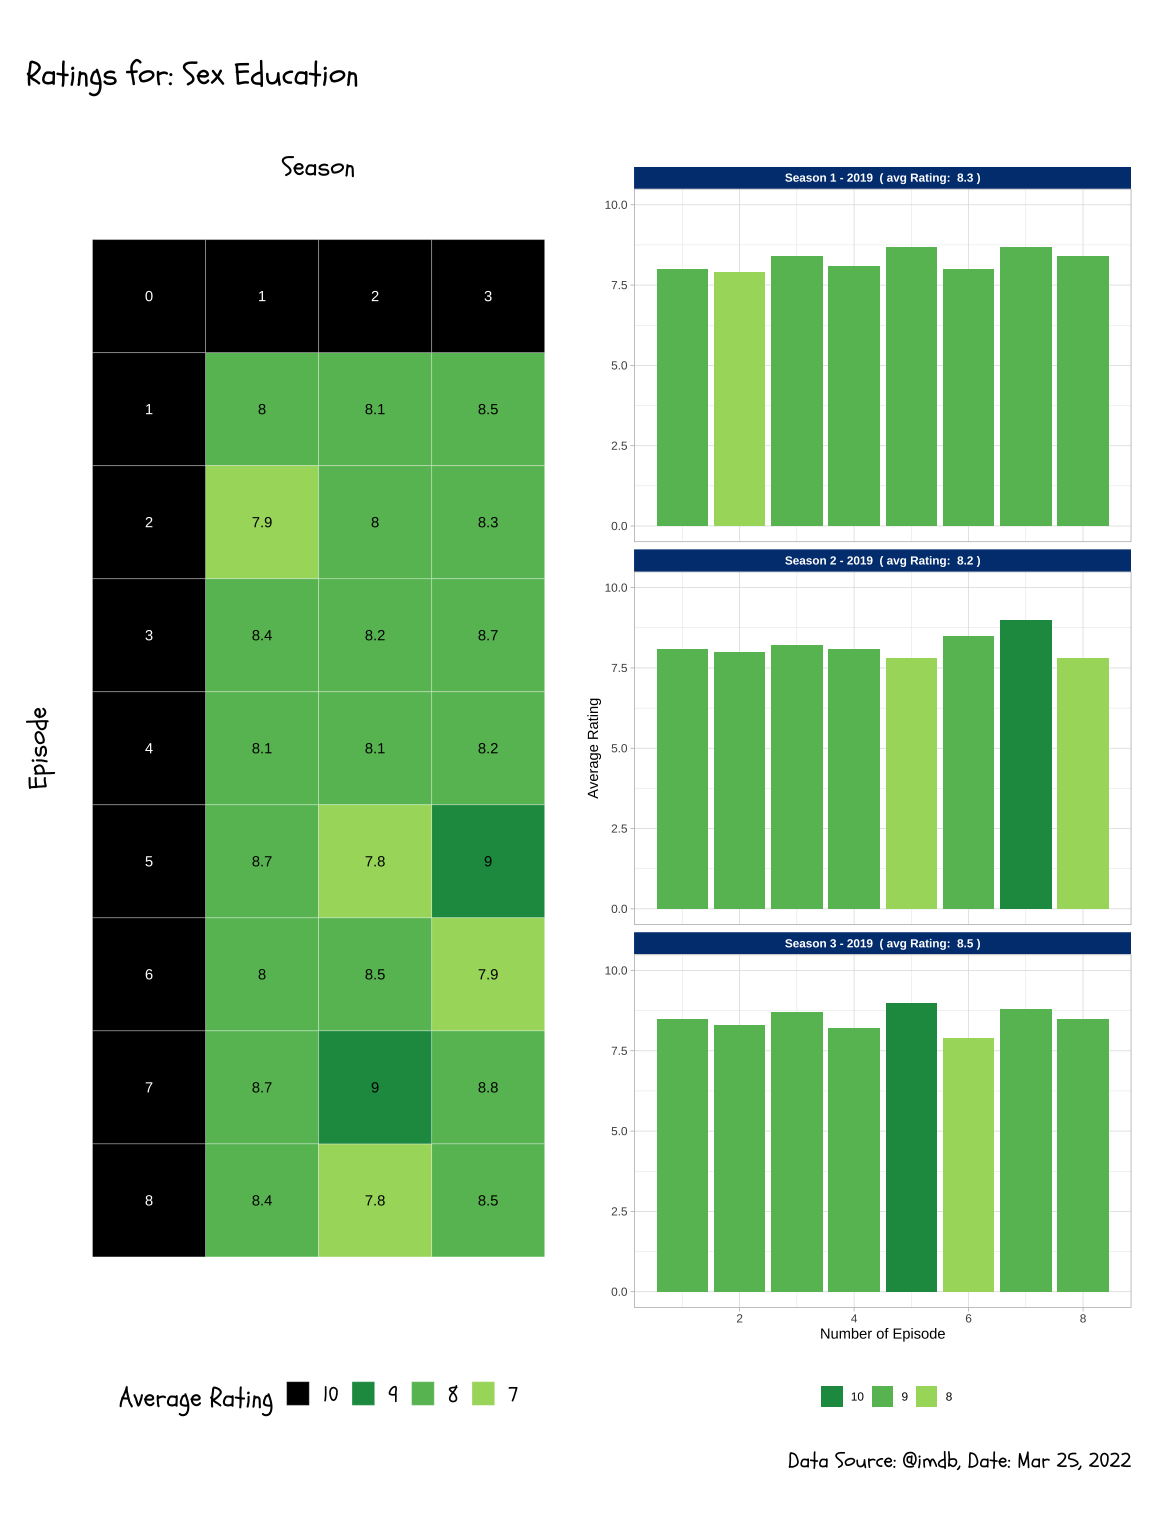 Ratings for: Sex Education
Season
0 1 2 3
1 8 8.1 8.5
2 7.9 8 8.3
3 8.4 8.2 8.7
4 8.1 8.1 8.2
5 8.7 7.8 9
6 8 8.5 7.9
7 8.7 9 8.8
8 8.4 7.8 8.5
Episode
Average Rating 10 9 8 7
Season 1 - 2019 ( avg Rating: 8.3 )
10.0
7.5
5.0
2.5
0.0
Season 2 - 2019 ( avg Rating: 8.2 )
10.0
7.5
5.0
2.5
0.0
Average Rating
Season 3 - 2019 ( avg Rating: 8.5 )
10.0
7.5
5.0
2.5
0.0
2 4 6 8
Number of Episode
10 9 8
Data Source: @imdb, Date: Mar 25, 2022